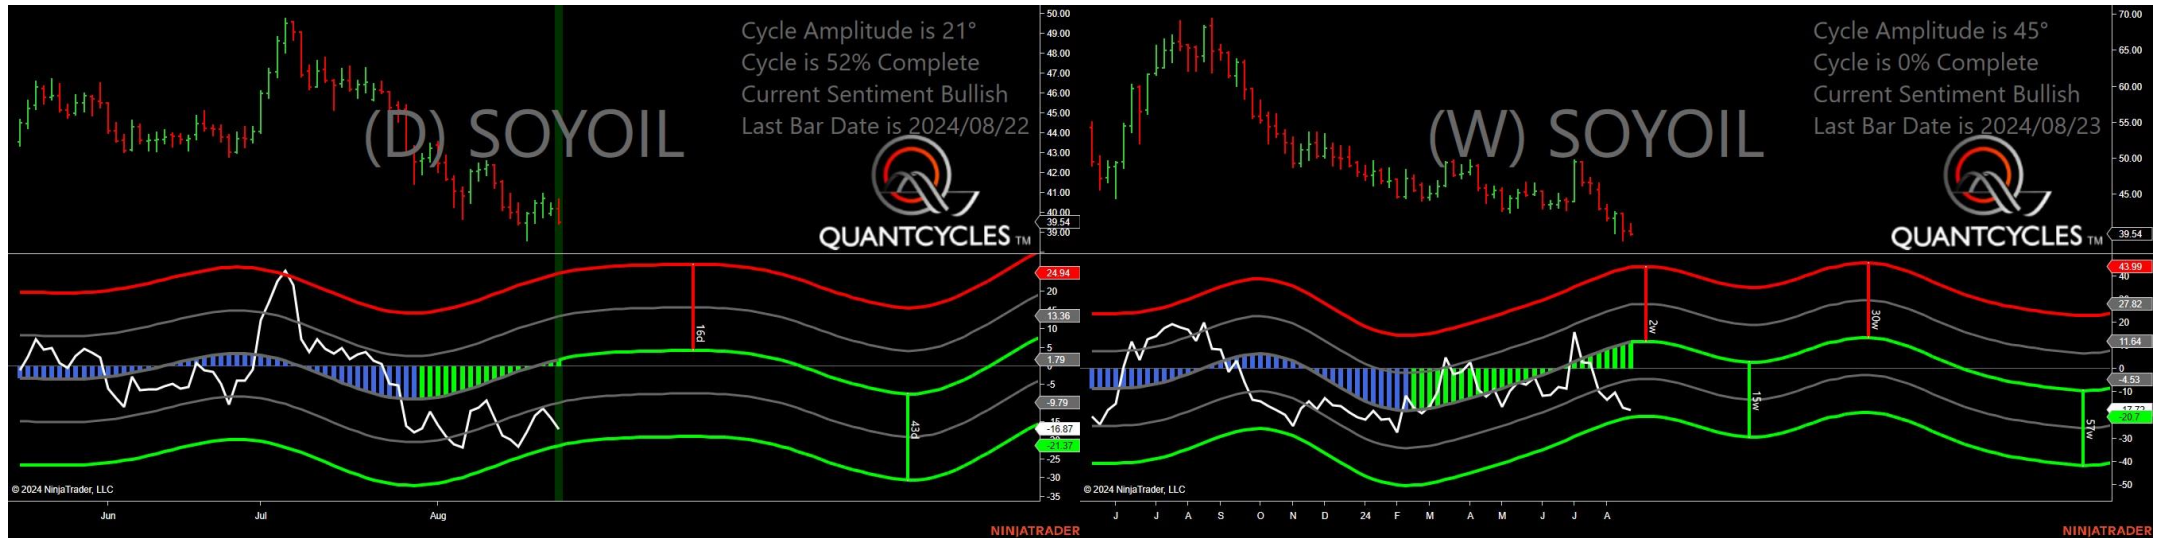 Cycle Amplitude is 21°
Cycle is 52% Complete
Current Sentiment Bullish
Last Bar Date is 2024/08/22
(D) SOYOIL
QUANTCYCLES TM
50.00
49.00
48.00
47.00
46.00
45.00
44.00
43.00
42.00
41.00
40.00
39.54
39.00
24.94
20
15
13.36
10
5
1.79
0
-5
-9.79
-16.87
-21.37
-25
-30
-35
16d
43d
© 2024 NinjaTrader, LLC
Jun
Jul
Aug
NINJATRADER
Cycle Amplitude is 45°
Cycle is 0% Complete
Current Sentiment Bullish
Last Bar Date is 2024/08/23
(W) SOYOIL
QUANTCYCLES TM
70.00
65.00
60.00
55.00
50.00
45.00
39.54
43.99
40
27.82
20
11.64
0
-4.53
-10
-17.72
-20.7
-30
-40
-50
2w
30w
15w
57w
© 2024 NinjaTrader, LLC
J
J
A
S
O
N
D
24
F
M
A
M
J
J
A
NINJATRADER